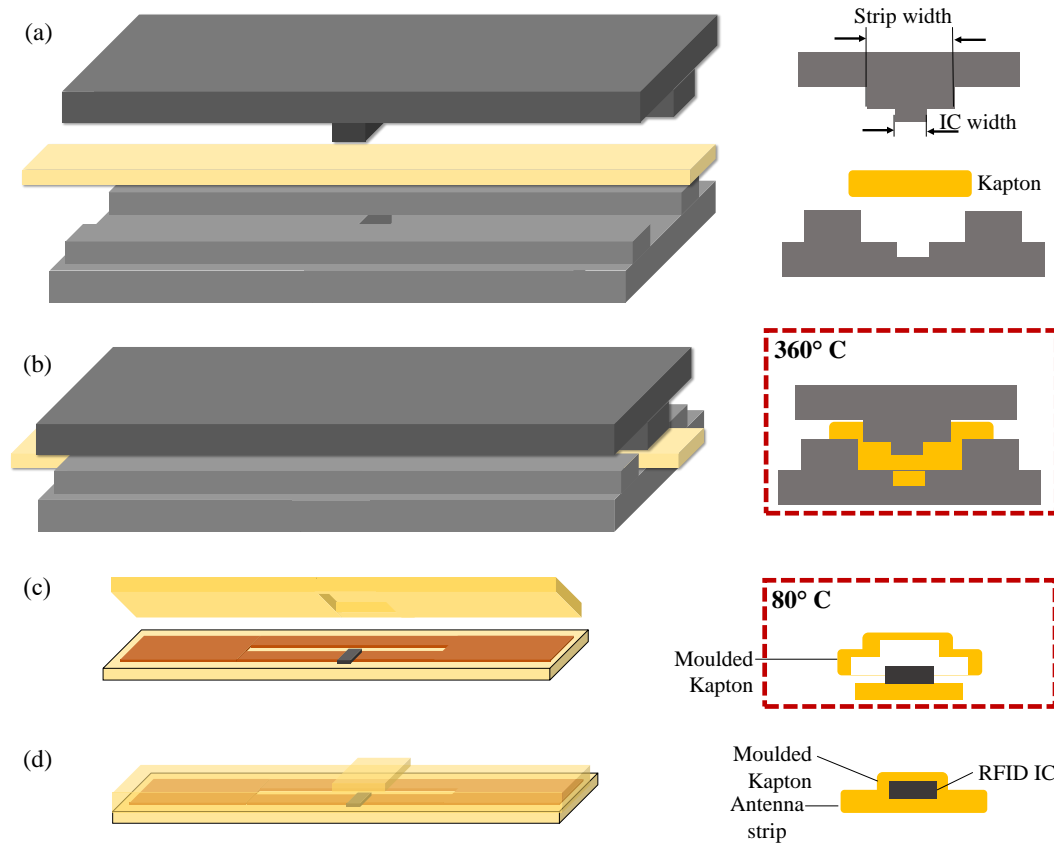 (a)
Strip width
IC width
Kapton
(b)
360° C
(c)
80° C
Moulded
Kapton
(d)
Moulded
Kapton
RFID IC
Antenna
strip